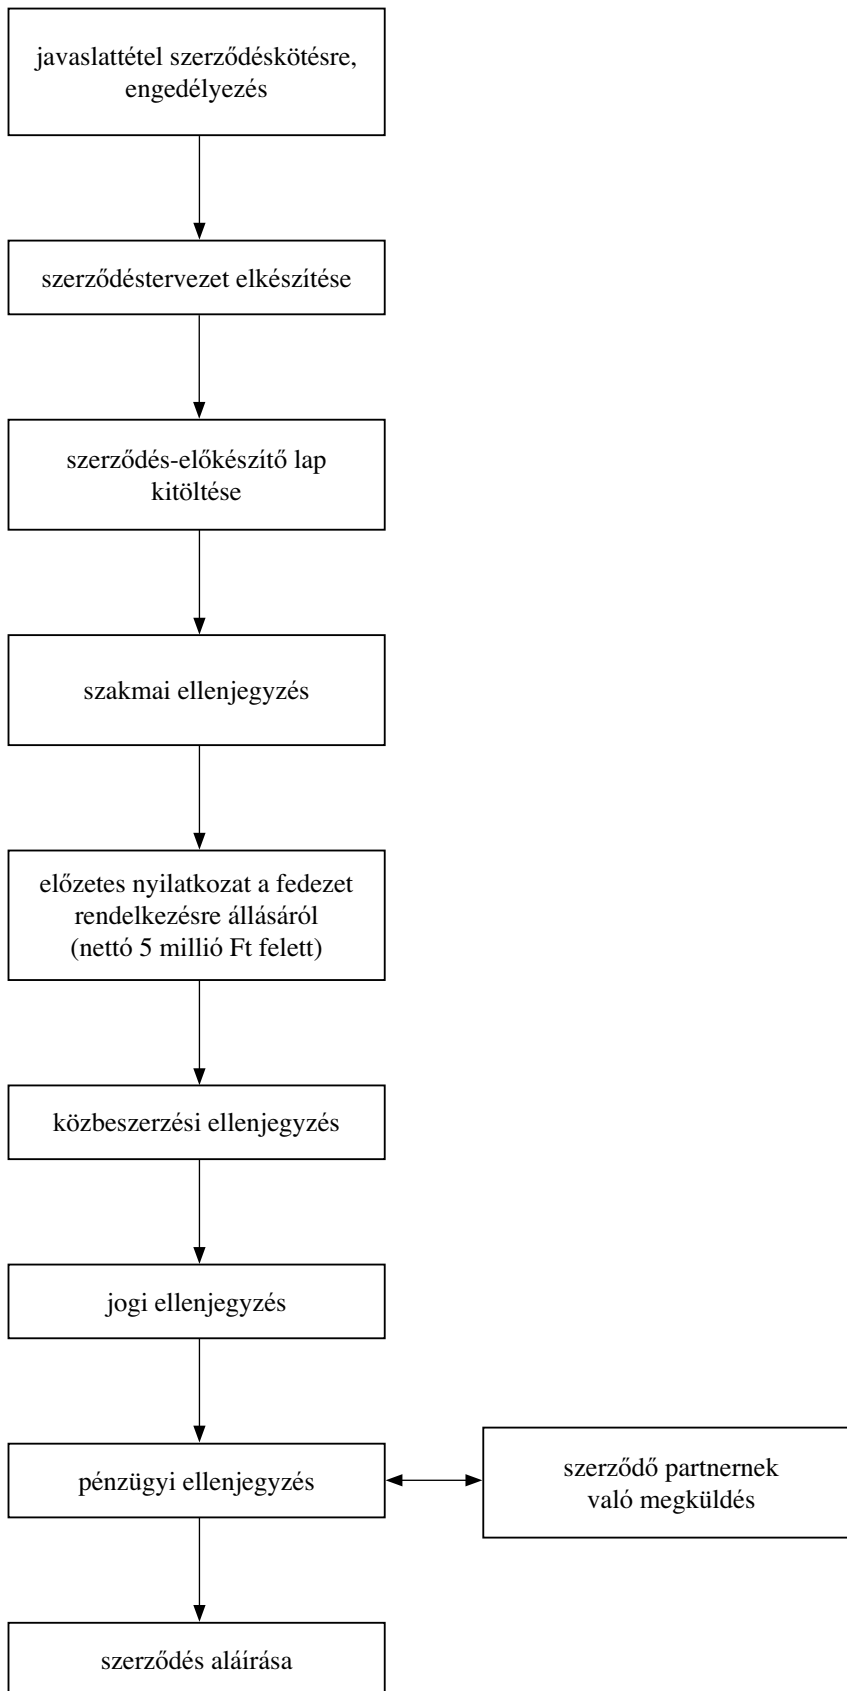 javaslattétel szerződéskötésre,
engedélyezés
szerződéstervezet elkészítése
szerződés-előkészítő lap
kitöltése
szakmai ellenjegyzés
előzetes nyilatkozat a fedezet
rendelkezésre állásáról
(nettó 5 millió Ft felett)
közbeszerzési ellenjegyzés
jogi ellenjegyzés
pénzügyi ellenjegyzés
szerződő partnernek
való megküldés
szerződés aláírása